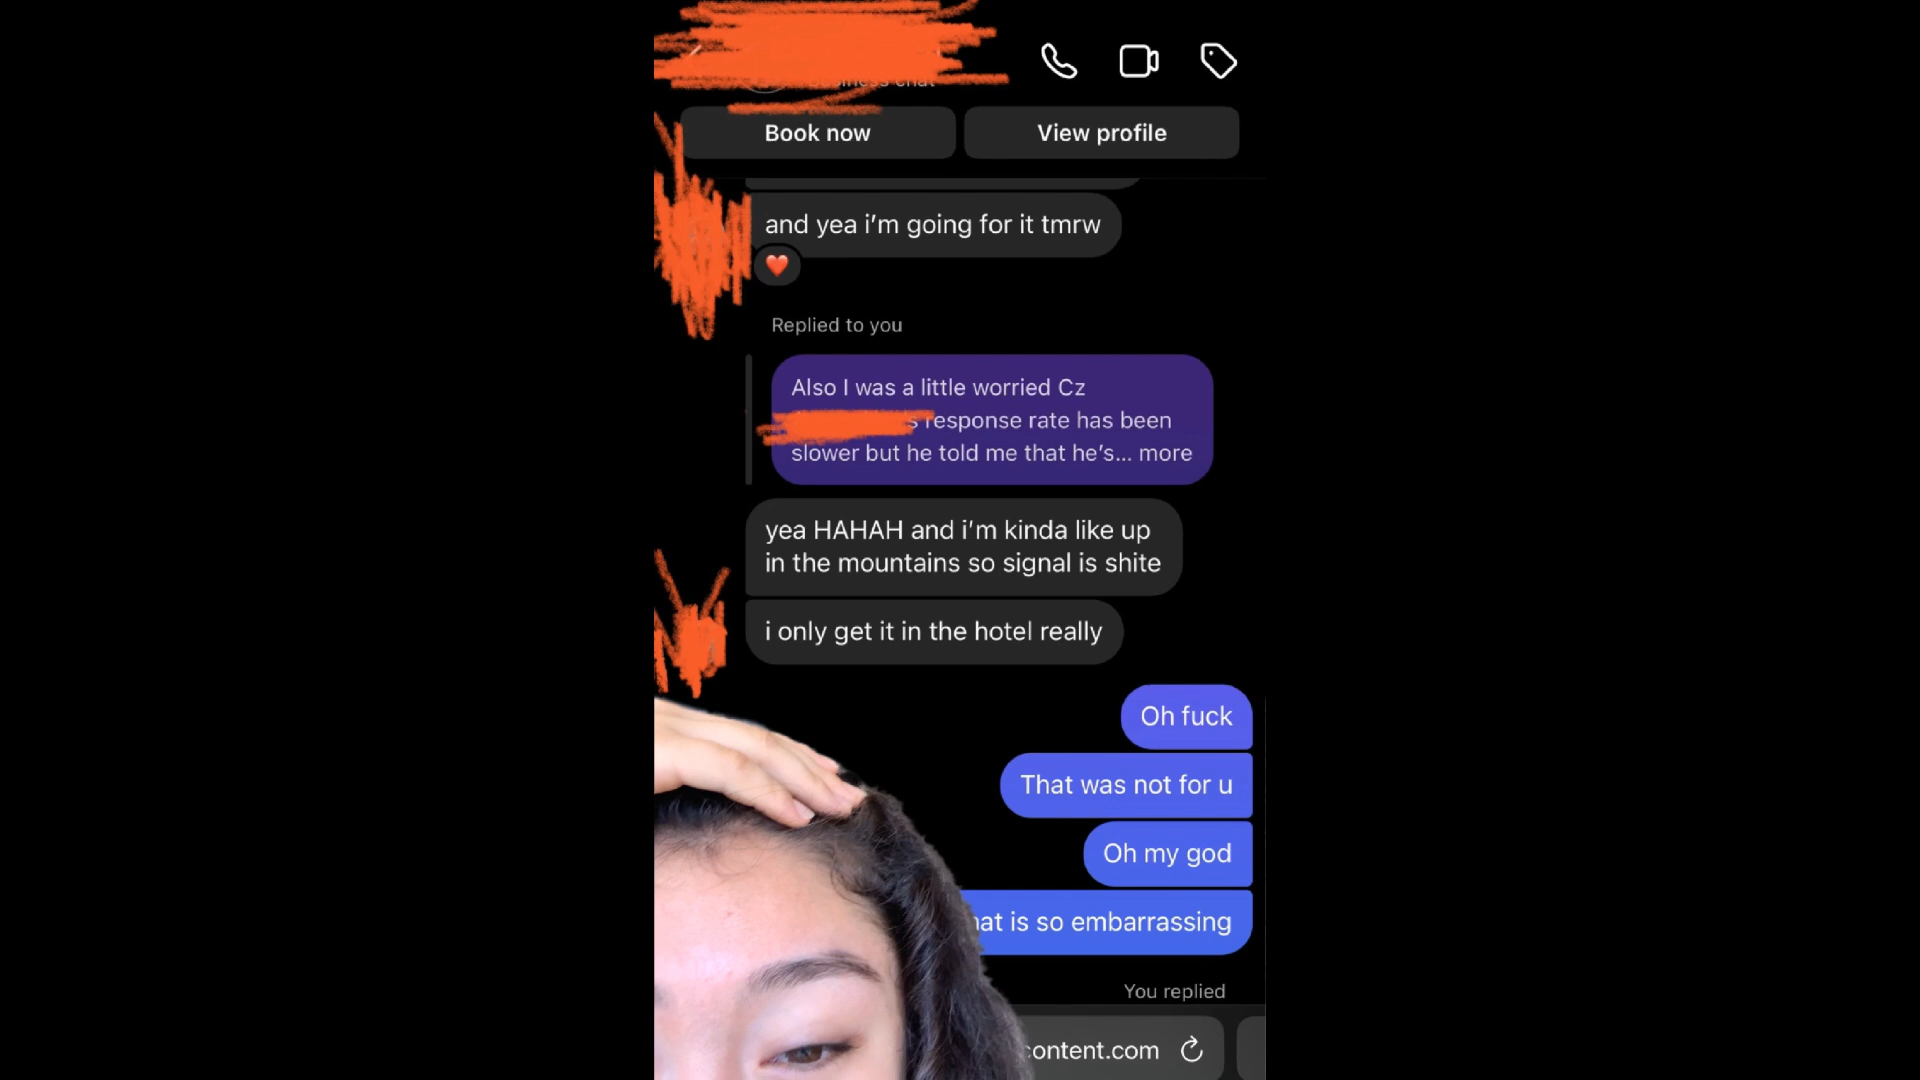 Book now
View profile
and yea i’m going for it tmrw
Replied to you
Also I was a little worried Cz
response rate has been
slower but he told me that he’s... more
yea HAHAH and i’m kinda like up
in the mountains so signal is shite
i only get it in the hotel really
Oh fuck
That was not for u
Oh my god
is so embarrassing
You replied